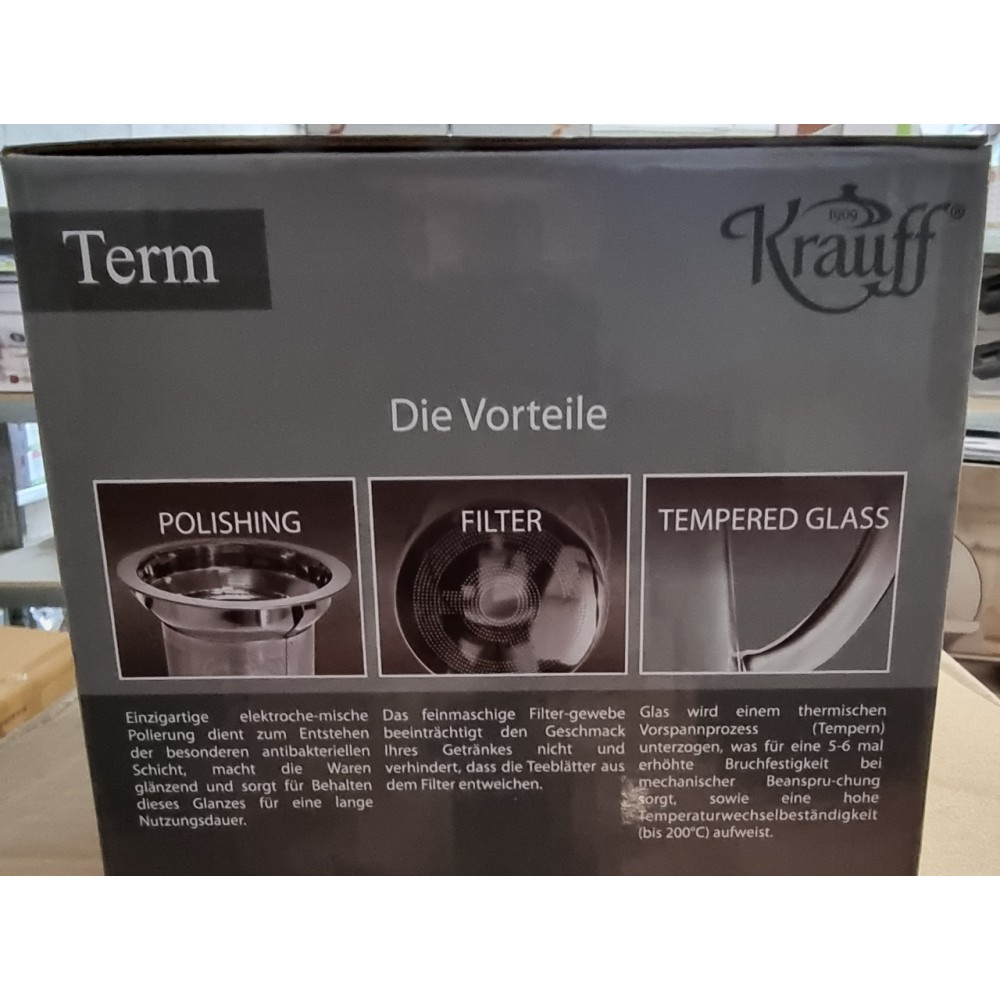 Term
1909
Krauff®
Die Vorteile
POLISHING
FILTER
TEMPERED GLASS
Einzigartige elektroche-mische
Polierung dient zum Entstehen
der besonderen antibakteriellen
Schicht, macht die Waren
glänzend und sorgt für Behalten
dieses Glanzes für eine lange
Nutzungsdauer.
Das feinmaschige Filter-gewebe
beeinträchtigt den Geschmack
Ihres Getränkes nicht und
verhindert, dass die Teeblätter aus
dem Filter entweichen.
Glas wird einem thermischen
Vorspannprozess (Tempern)
unterzogen, was für eine 5-6 mal
erhöhte Bruchfestigkeit bei
mechanischer Beanspru-chung
sorgt, sowie eine hohe
Temperaturwechselbeständigkeit
(bis 200°C) aufweist.